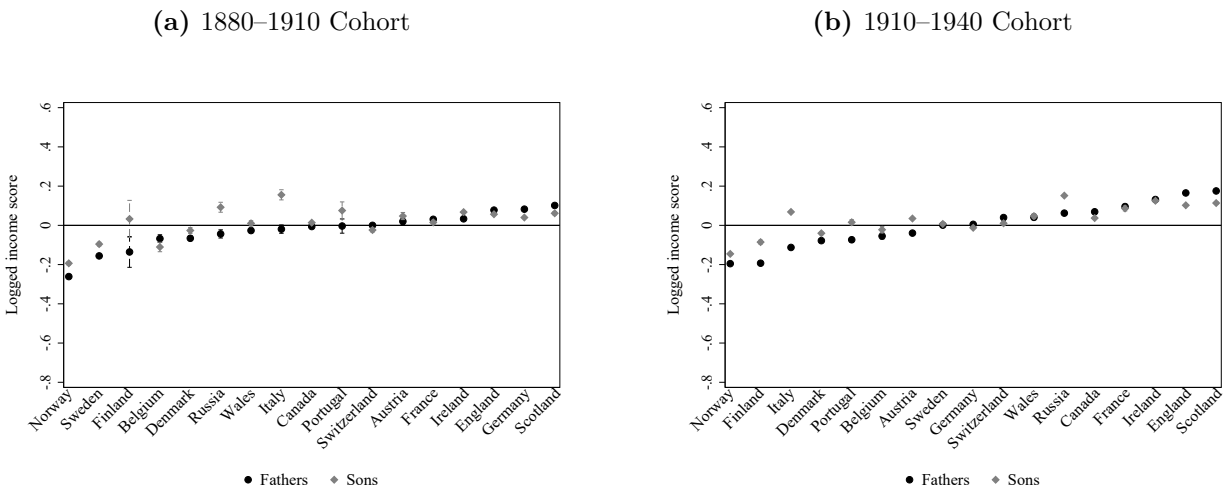 (a) 1880–1910 Cohort
Logged income score
.6
.4
.2
0
-.2
-.4
-.6
-.8
Norway
Sweden
Finland
Belgium
Denmark
Russia
Wales
Italy
Canada
Portugal
Switzerland
Austria
France
Ireland
England
Germany
Scotland
Fathers Sons
(b) 1910–1940 Cohort
Logged income score
.6
.4
.2
0
-.2
-.4
-.6
-.8
Norway
Finland
Italy
Denmark
Portugal
Belgium
Austria
Sweden
Germany
Switzerland
Wales
Russia
Canada
France
Ireland
England
Scotland
Fathers Sons